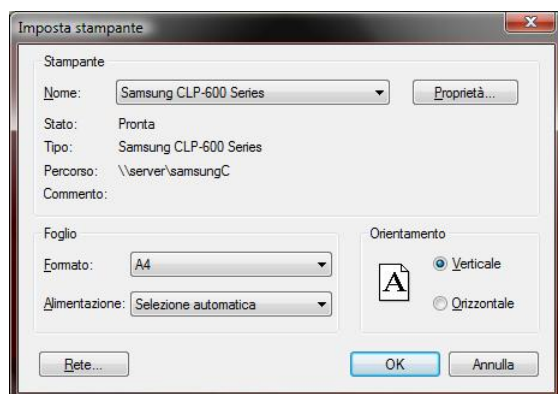 Imposta stampante
Stampante
Nome: Samsung CLP-600 Series Proprietà...
Stato: Pronta
Tipo: Samsung CLP-600 Series
Percorso: \\server\samsungC
Commento:
Foglio
Formato: A4
Alimentazione: Selezione automatica
Orientamento
A
Verticale
Orizzontale
Rete... OK Annulla